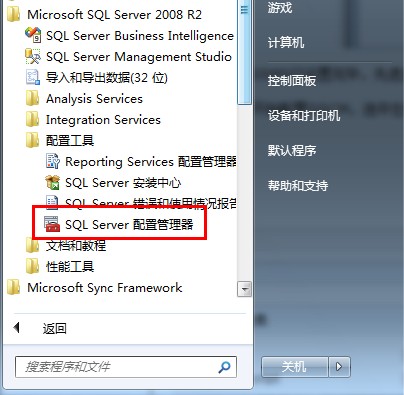 Microsoft SQL Server 2008 R2
SQL Server Business Intelligence
SQL Server Management Studio
导入和导出数据(32 位)
Analysis Services
Integration Services
配置工具
Reporting Services 配置管理器
SQL Server 安装中心
SQL Server 错误和使用情况报告
SQL Server 配置管理器
文档和教程
性能工具
Microsoft Sync Framework
返回
搜索程序和文件
游戏
计算机
控制面板
设备和打印机
默认程序
帮助和支持
关机